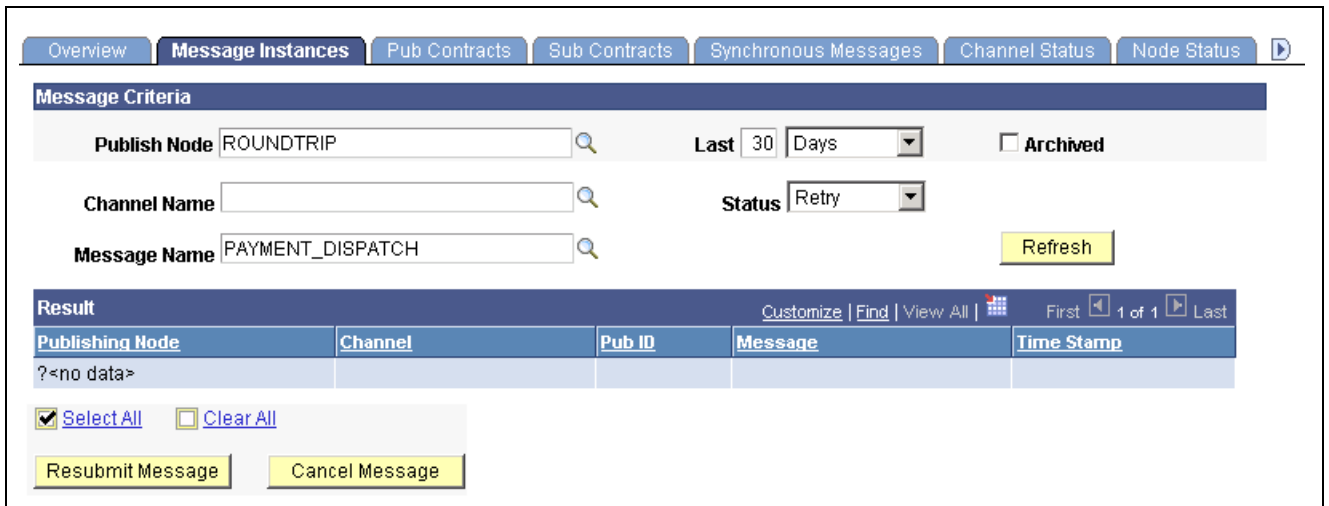 Overview Message Instances Pub Contracts Sub Contracts Synchronous Messages Channel Status Node Status
Message Criteria
Publish Node ROUNDTRIP Last 30 Days Archived
Channel Name Status Retry
Message Name PAYMENT_DISPATCH Refresh
Result Customize | Find | View All | First 1 of 1 Last
Publishing Node Channel Pub ID Message Time Stamp
?<no data>
Select All Clear All
Resubmit Message Cancel Message